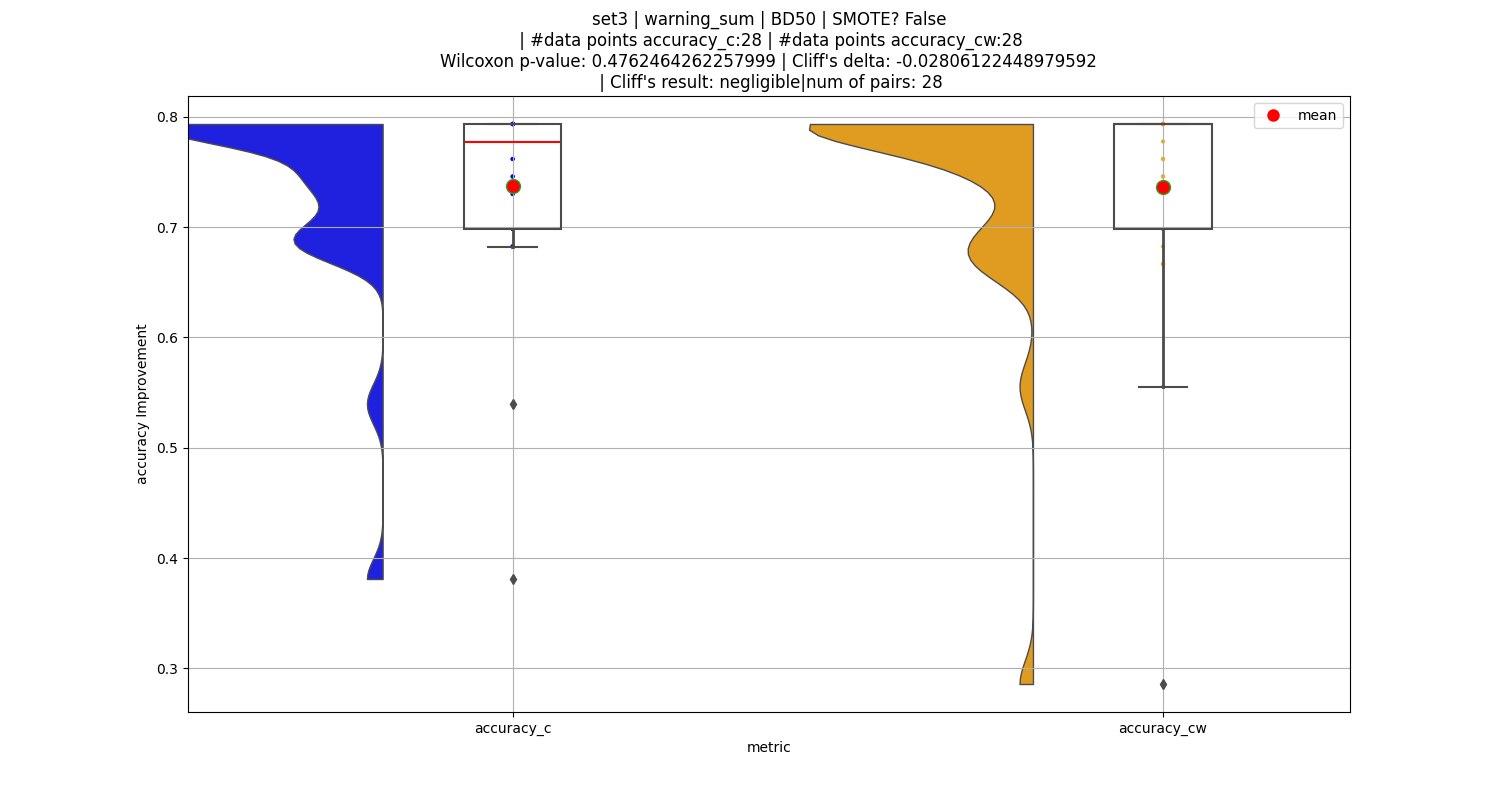 set3 | warning_sum | BD50 | SMOTE? False
| #data points accuracy_c:28 | #data points accuracy_cw:28
Wilcoxon p-value: 0.4762464262257999 | Cliff's delta: -0.02806122448979592
| Cliff's result: negligible|num of pairs: 28
mean
0.8
0.7
0.6
0.5
0.4
0.3
accuracy Improvement
accuracy_c
accuracy_cw
metric